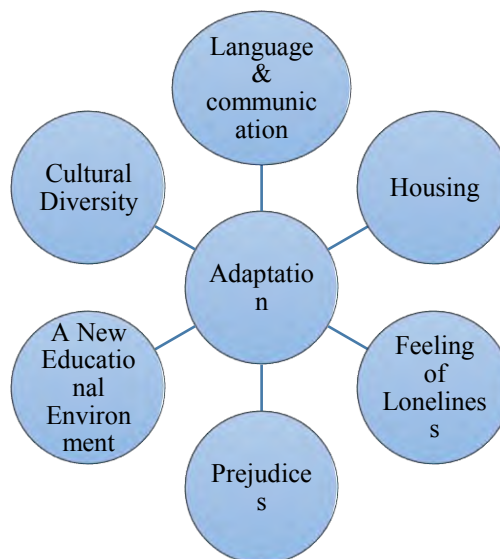 Language
&
communic
ation
Cultural
Diversity
Housing
Adaptatio
n
A New
Educatio
nal
Environ
ment
Feeling
of
Lonelines
s
Prejudice
s